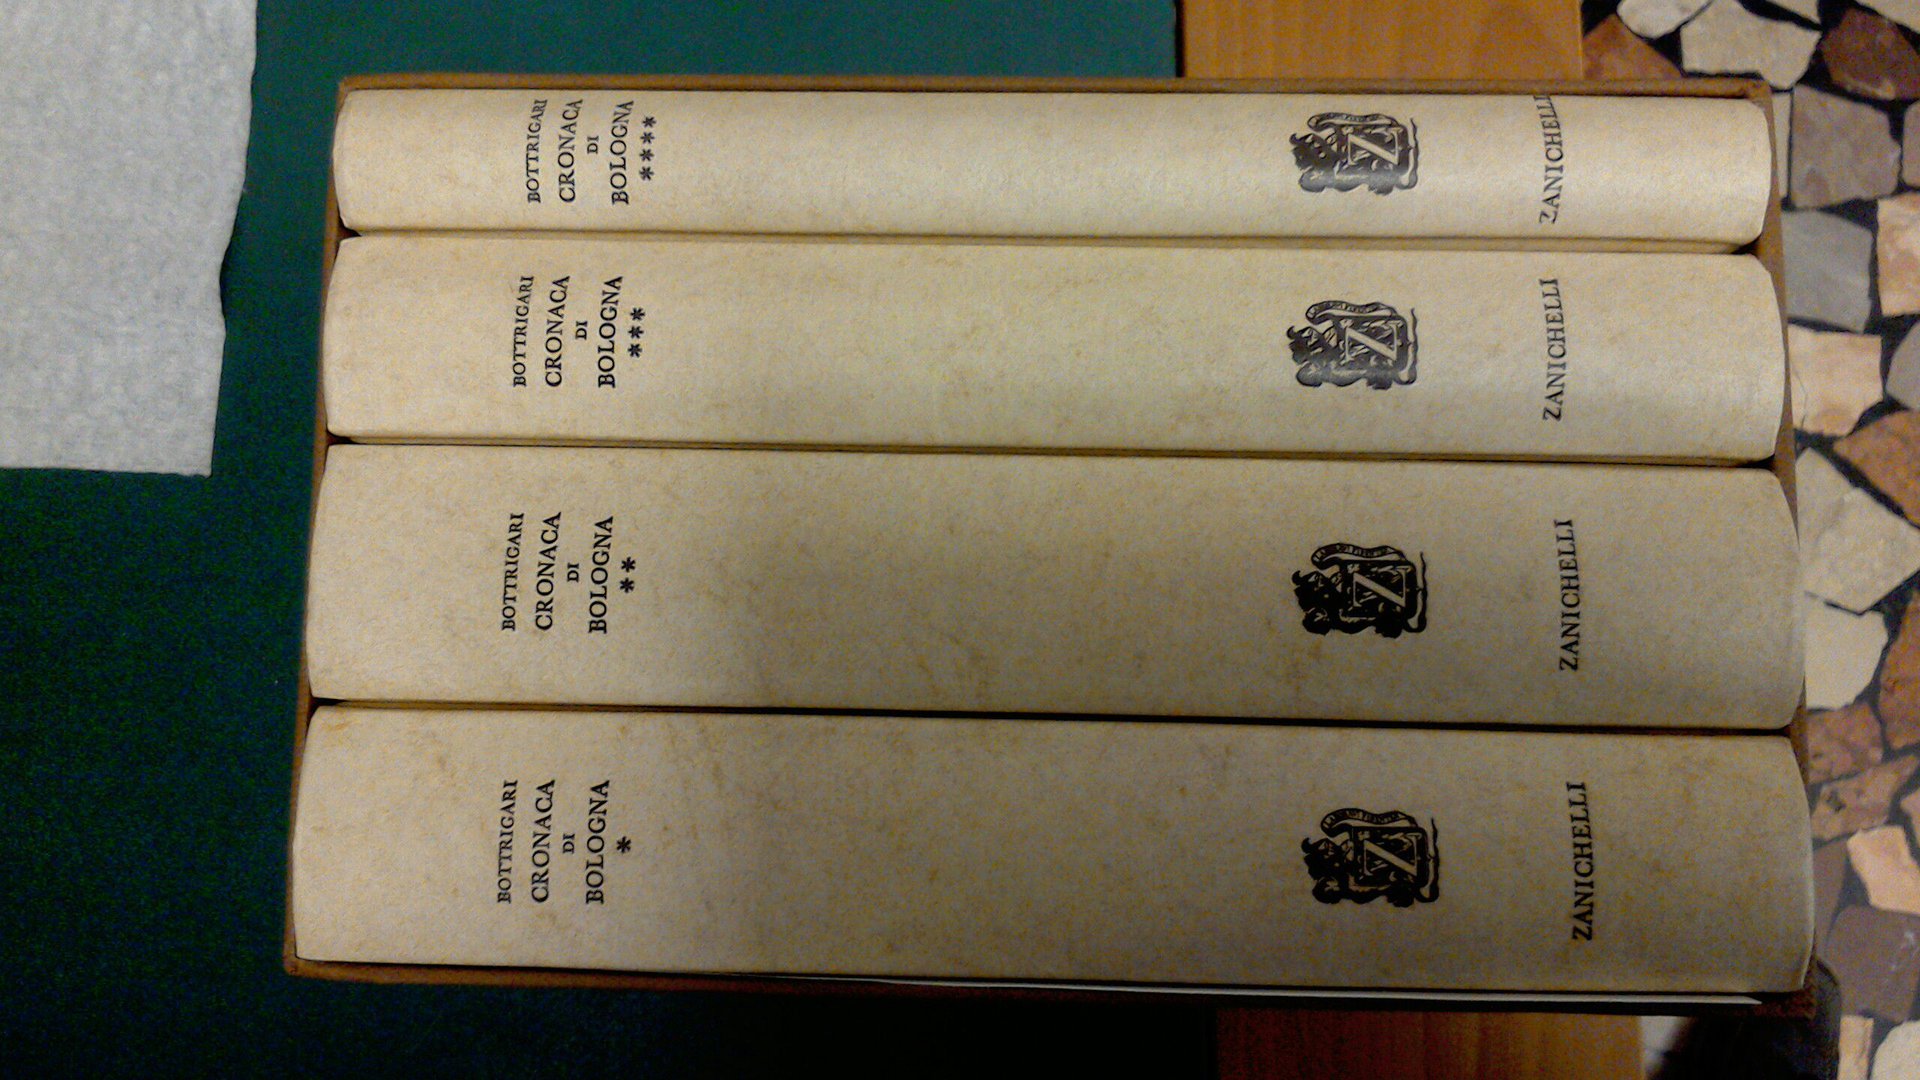 BOTTRIGARI
CRONACA
DI
BOLOGNA
*
Z
ZANICHELLI
BOTTRIGARI
CRONACA
DI
BOLOGNA
**
Z
ZANICHELLI
BOTTRIGARI
CRONACA
DI
BOLOGNA
***
Z
ZANICHELLI
BOTTRIGARI
CRONACA
DI
BOLOGNA
****
Z
ZANICHELLI